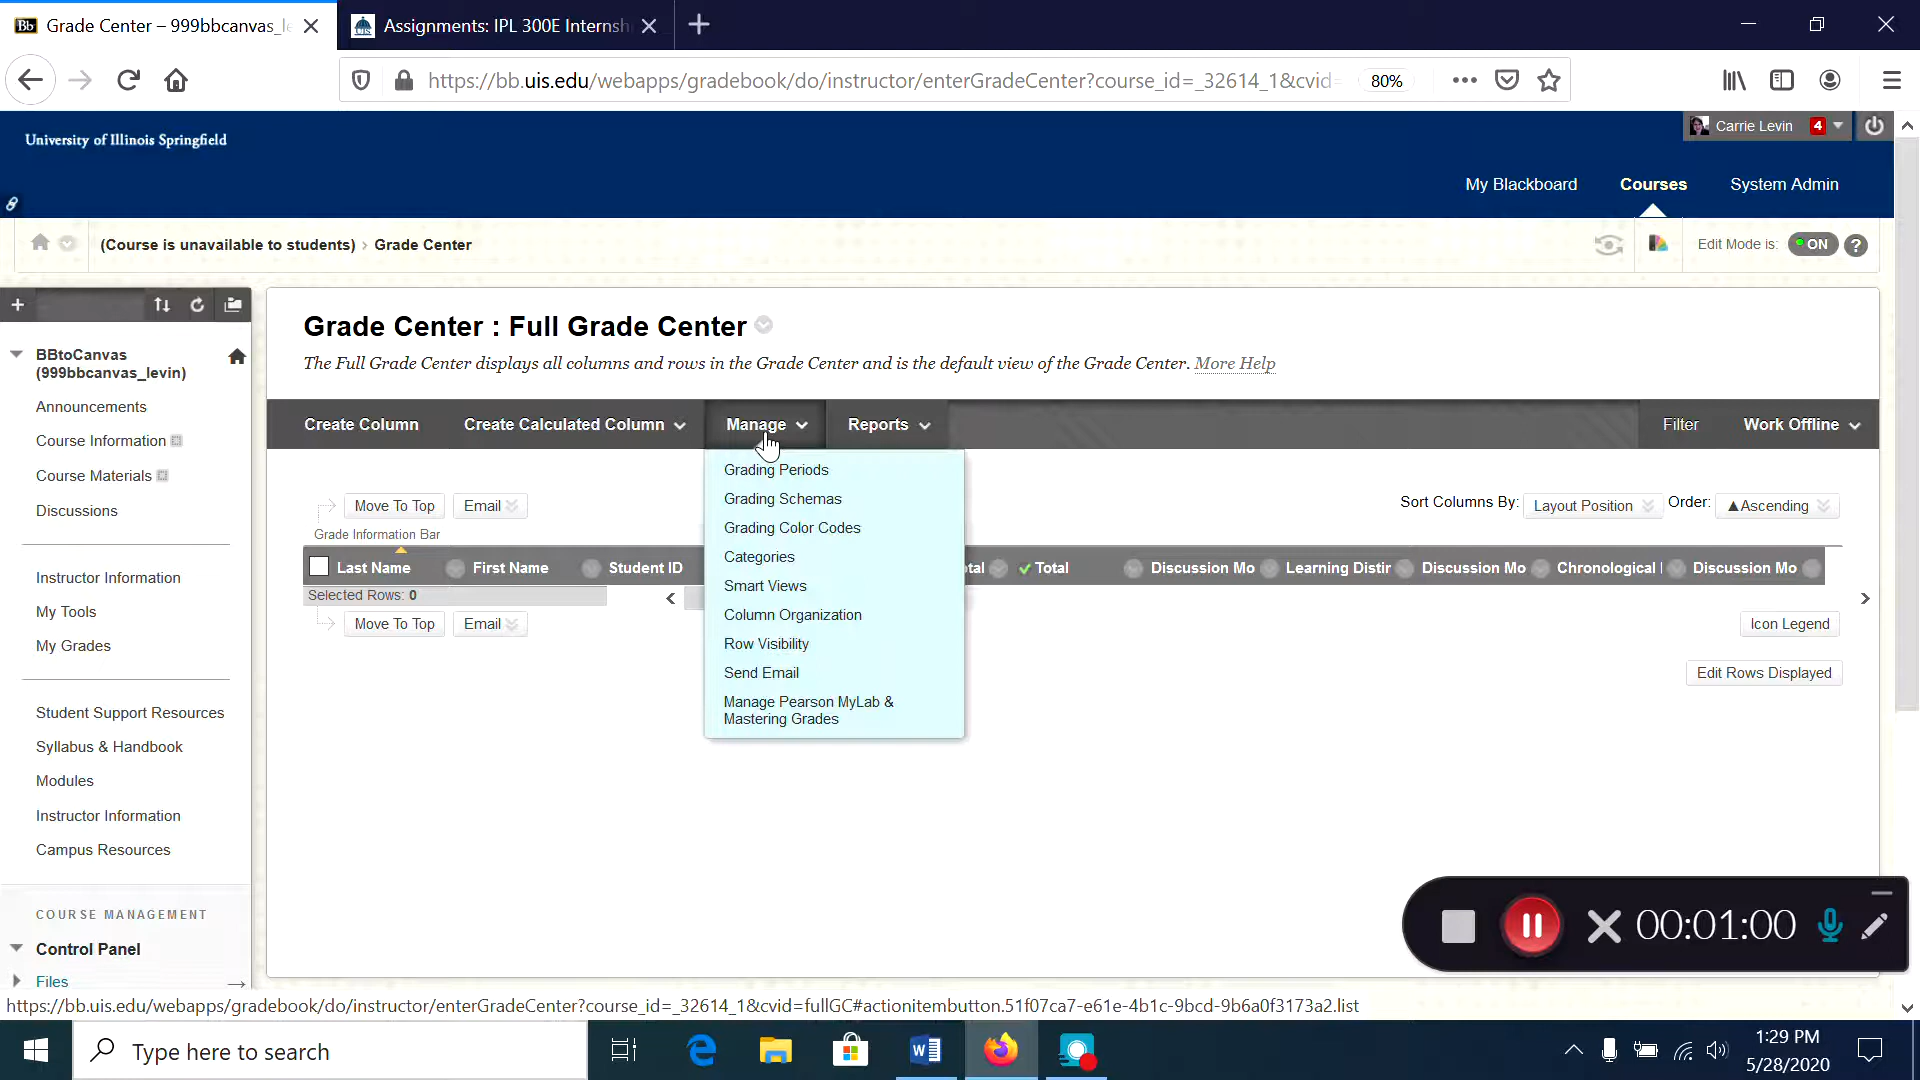 Grade Center – 999bbcanvas_le
Assignments: IPL 300E Internsh
https://bb.uis.edu/webapps/gradebook/do/instructor/enterGradeCenter?course_id=_32614_1&cvid=
80%
University of Illinois Springfield
Carrie Levin 4
My Blackboard Courses System Admin
(Course is unavailable to students) Grade Center
Edit Mode is: ON ?
BBtoCanvas
(999bbcanvas_levin)
Announcements
Course Information
Course Materials
Discussions
Instructor Information
My Tools
My Grades
Student Support Resources
Syllabus & Handbook
Modules
Instructor Information
Campus Resources
COURSE MANAGEMENT
Control Panel
Files
Grade Center : Full Grade Center
The Full Grade Center displays all columns and rows in the Grade Center and is the default view of the Grade Center. More Help
Create Column Create Calculated Column Manage Reports Filter Work Offline
Grading Periods
Grading Schemas
Grading Color Codes
Categories
Smart Views
Column Organization
Row Visibility
Send Email
Manage Pearson MyLab &
Mastering Grades
Move To Top Email
Sort Columns By: Layout Position Order: ▲Ascending
Grade Information Bar
Last Name First Name Student ID tal Total Discussion Mo Learning Distin Discussion Mo Chronological Discussion Mo
Selected Rows: 0
Move To Top Email
Icon Legend
Edit Rows Displayed
00:01:00
https://bb.uis.edu/webapps/gradebook/do/instructor/enterGradeCenter?course_id=_32614_1&cvid=fullGC#actionitembutton.51f07ca7-e61e-4b1c-9bcd-9b6a0f3173a2.list
Type here to search
1:29 PM
5/28/2020